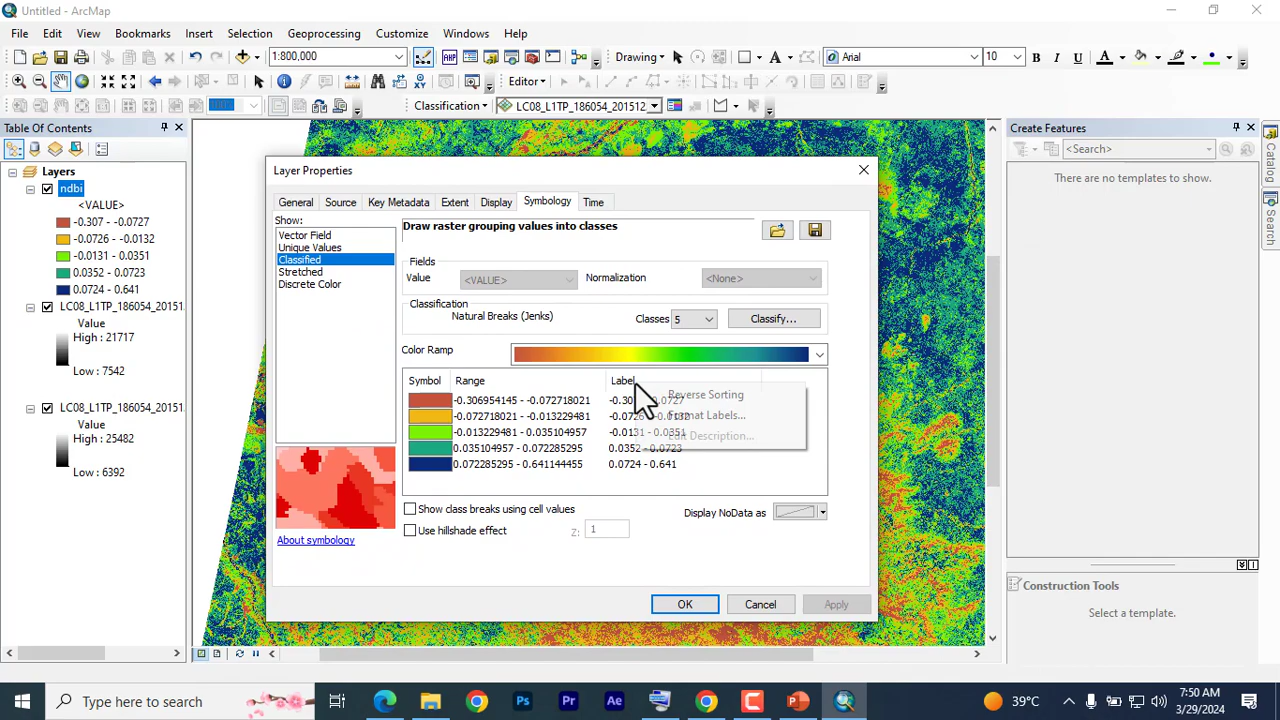 Untitled - ArcMap
File Edit View Bookmarks Insert Selection Geoprocessing Customize Windows Help
1:800,000 Drawing Arial 10 B I U A
Editor
Classification LC08_L1TP_186054_201512
Table Of Contents
Layers
ndbi
<VALUE>
-0.307 - -0.0727
-0.0726 - -0.0132
-0.0131 - 0.0351
0.0352 - 0.0723
0.0724 - 0.641
LC08_L1TP_186054_20151
Value
High : 21717
Low : 7542
LC08_L1TP_186054_20151
Value
High : 25482
Low : 6392
Layer Properties
General Source Key Metadata Extent Display Symbology Time
Show:
Vector Field
Unique Values
Classified
Stretched
Discrete Color
About symbology
Draw raster grouping values into classes
Fields
Value <VALUE> Normalization <None>
Classification
Natural Breaks (Jenks) Classes 5 Classify...
Color Ramp
Symbol Range Label
-0.306954145 - -0.072718021
-0.072718021 - -0.013229481
-0.013229481 - 0.035104957 -0.0131 - 0.0351
0.035104957 - 0.072285295 0.0352 - 0.0723
0.072285295 - 0.641144455 0.0724 - 0.641
Reverse Sorting
Format Labels...
Edit Description...
Show class breaks using cell values
Display NoData as
Use hillshade effect Z: 1
OK Cancel Apply
Create Features
<Search>
There are no templates to show.
Construction Tools
Select a template.
Catalog
Search
Type here to search
Ps Pr Ae
39°C
7:50 AM
3/29/2024